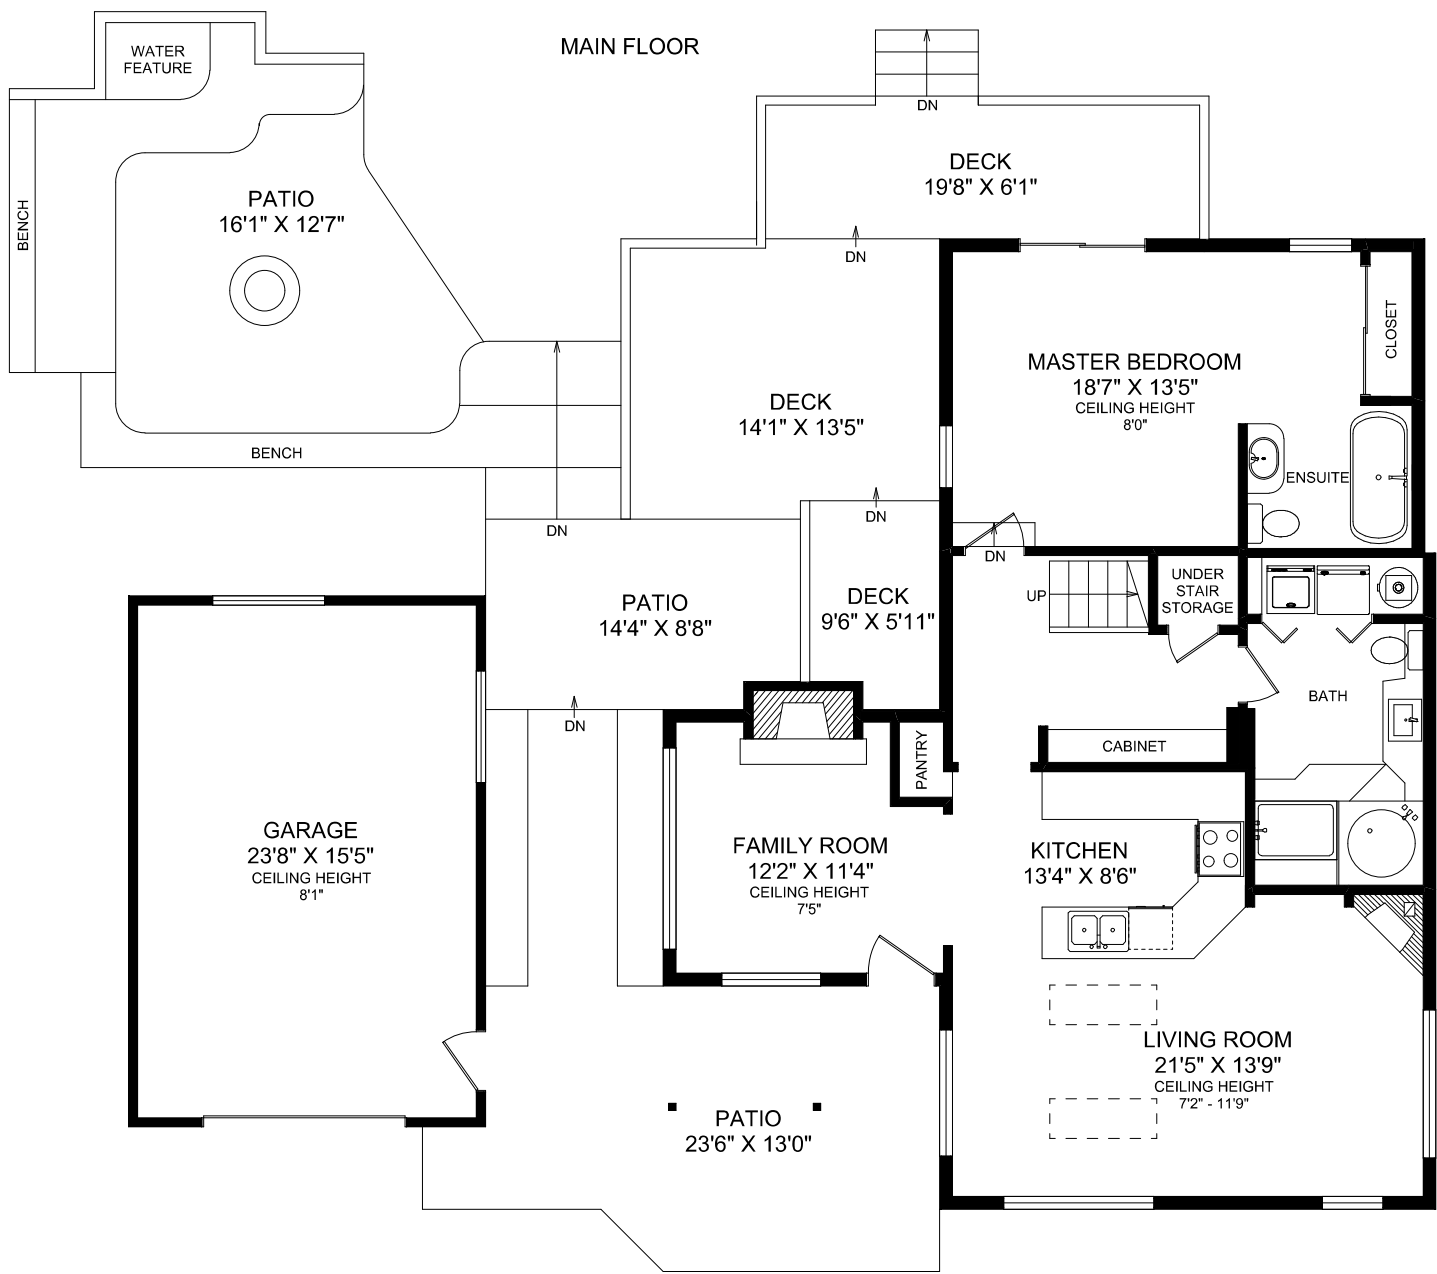 MAIN FLOOR
WATER
FEATURE
DN
DECK
19'8" X 6'1"
BENCH
PATIO
16'1" X 12'7"
DN
CLOSET
MASTER BEDROOM
18'7" X 13'5"
CEILING HEIGHT
8'0"
DECK
14'1" X 13'5"
BENCH
ENSUITE
DN
DN
DN
UNDER
STAIR
STORAGE
UP
PATIO
14'4" X 8'8"
DECK
9'6" X 5'11"
BATH
DN
CABINET
PANTRY
GARAGE
23'8" X 15'5"
CEILING HEIGHT
8'1"
FAMILY ROOM
12'2" X 11'4"
CEILING HEIGHT
7'5"
KITCHEN
13'4" X 8'6"
LIVING ROOM
21'5" X 13'9"
CEILING HEIGHT
7'2" - 11'9"
PATIO
23'6" X 13'0"